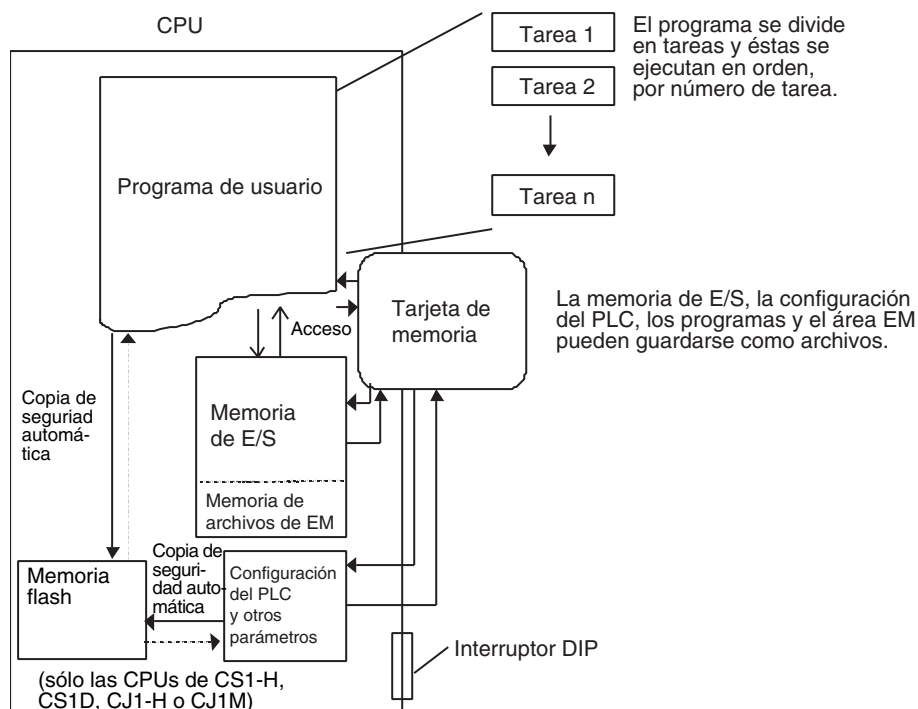 CPU
Tarea 1
Tarea 2
Tarea n
El programa se divide
en tareas y éstas se
ejecutan en orden,
por número de tarea.
Programa de usuario
Tarjeta de
memoria
La memoria de E/S, la configuración
del PLC, los programas y el área EM
pueden guardarse como archivos.
Acceso
Memoria
de E/S
Memoria de
archivos de EM
Copia de
seguriad
automá-
tica
Copia de
seguri-
dad auto-
mática
Memoria
flash
Configuración
del PLC
y otros
parámetros
Interruptor DIP
(sólo las CPUs de CS1-H,
CS1D, CJ1-H o CJ1M)